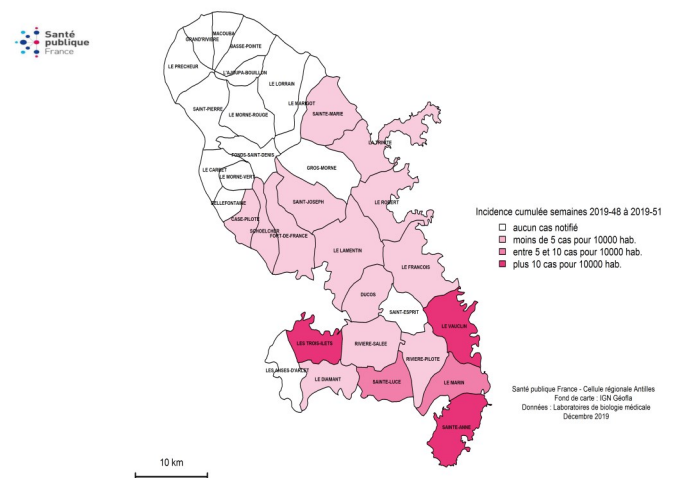 Santé
publique
France
MACOUBA
GRAND'RIVIERE
BASSE-POINTE
LE PRECHEUR
L'AJOUPA-BOUILLON
LE LORRAIN
LE MARIGOT
SAINT-PIERRE
LE MORNE-ROUGE
SAINTE-MARIE
LA TRINITE
FONDS-SAINT-DENIS
GROS-MORNE
LE CARBET
LE MORNE-VERT
BELLEFONTAINE
SAINT-JOSEPH
LE ROBERT
CASE-PILOTE
SCHOELCHER
FORT-DE-FRANCE
LE LAMENTIN
LE FRANCOIS
DUCOS
SAINT-ESPRIT
LE VAUCLIN
LES TROIS-ILETS
RIVIERE-SALEE
RIVIERE-PILOTE
LES ANSES-D'ARLET
LE DIAMANT
SAINTE-LUCE
LE MARIN
SAINTE-ANNE
Incidence cumulée semaines 2019-48 à 2019-51
aucun cas notifié
moins de 5 cas pour 10000 hab.
entre 5 et 10 cas pour 10000 hab.
plus 10 cas pour 10000 hab.
Santé publique France - Cellule régionale Antilles
Fond de carte : IGN Géofla
Données : Laboratoires de biologie médicale
Décembre 2019
10 km